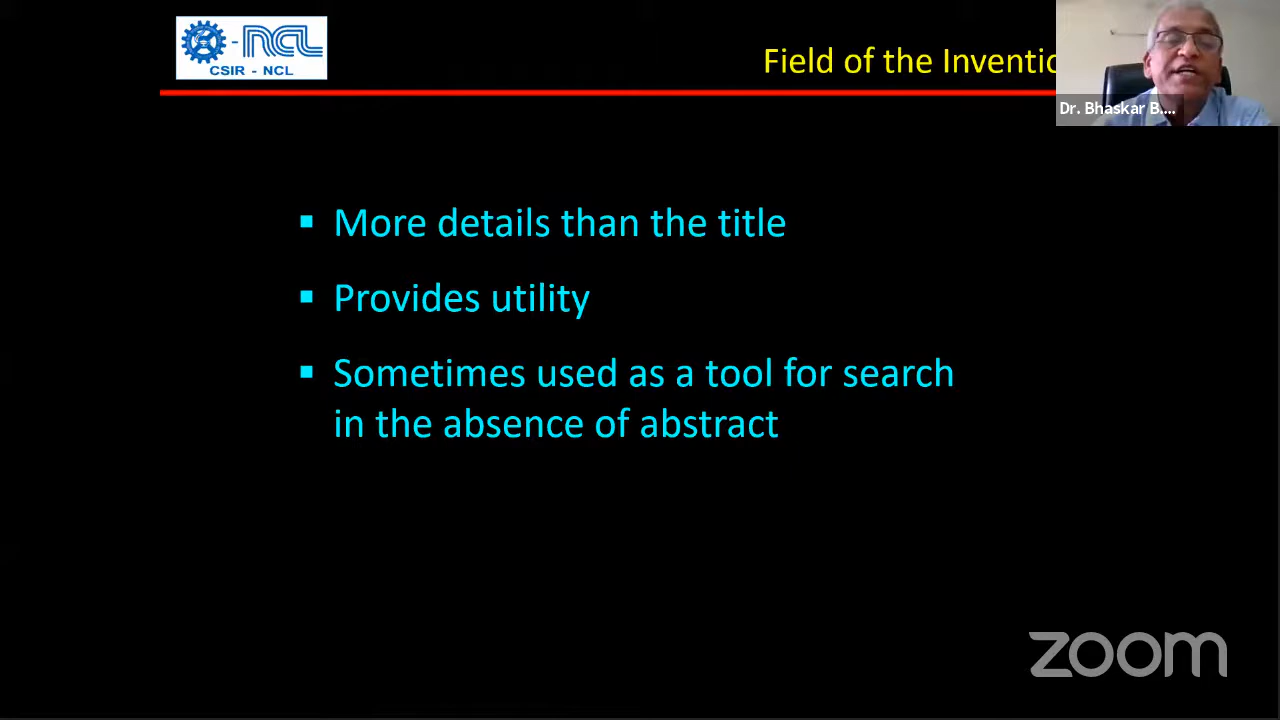 NCL
CSIR - NCL
Field of the Inventio
Dr. Bhaskar B....
▪ More details than the title
▪ Provides utility
▪ Sometimes used as a tool for search
in the absence of abstract
zoom